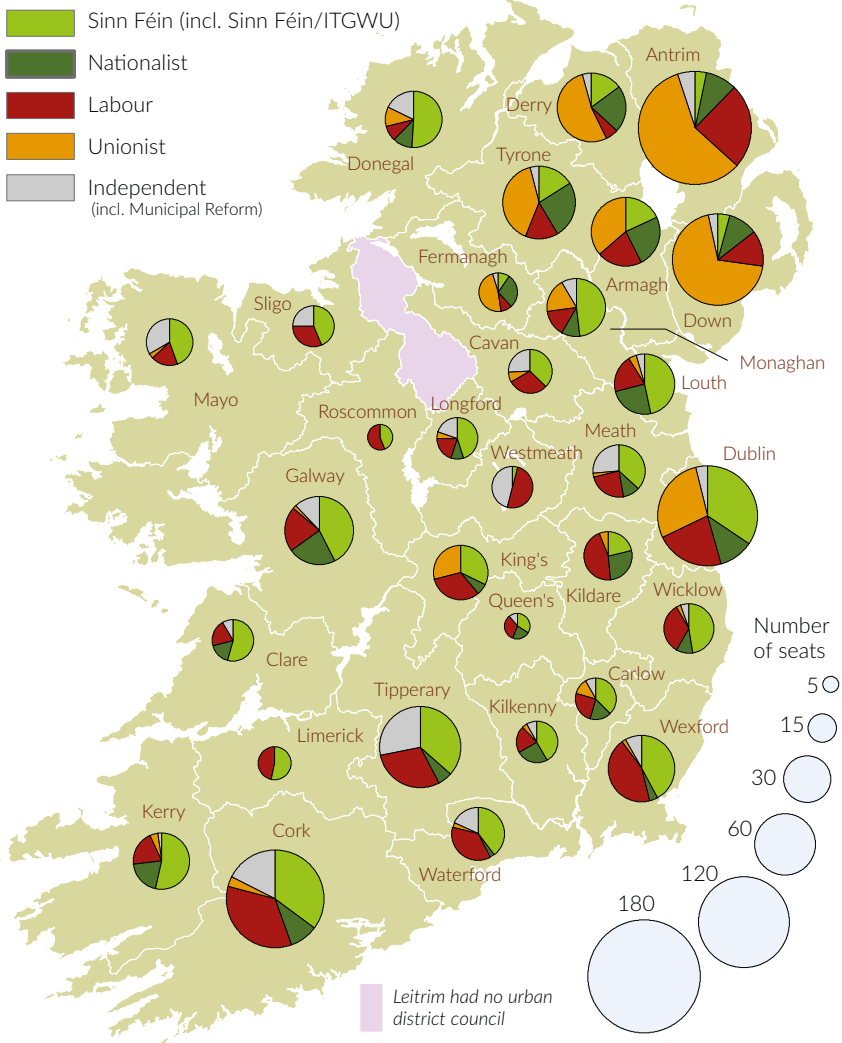 Sinn Féin (incl. Sinn Féin/ITGWU)
Nationalist
Labour
Unionist
Independent
(incl. Municipal Reform)
Antrim
Derry
Donegal
Tyrone
Fermanagh
Armagh
Down
Sligo
Monaghan
Cavan
Louth
Mayo
Roscommon
Longford
Meath
Westmeath
Dublin
Galway
King's
Kildare
Wicklow
Queen's
Clare
Carlow
Tipperary
Kilkenny
Limerick
Wexford
Kerry
Cork
Waterford
Number
of seats
5
15
30
60
120
180
Leitrim had no urban
district council